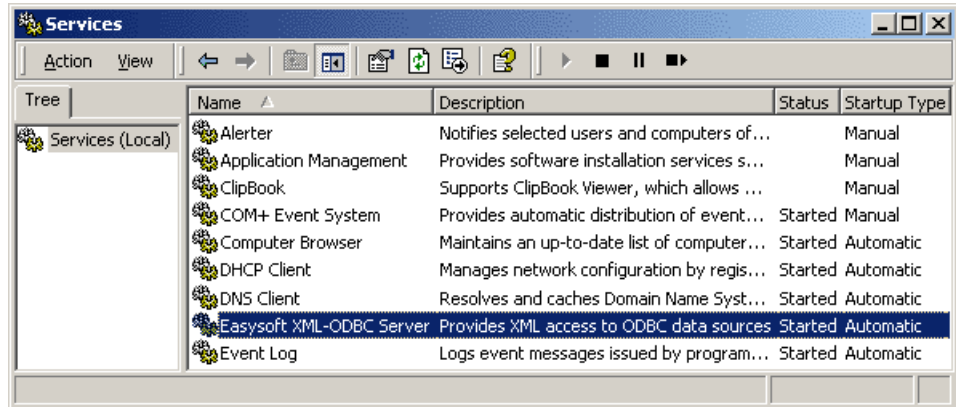 Services
Action View
Tree
Name Description Status Startup Type
Services (Local)
Alerter Notifies selected users and computers of... Manual
Application Management Provides software installation services s... Manual
ClipBook Supports ClipBook Viewer, which allows ... Manual
COM+ Event System Provides automatic distribution of event... Started Manual
Computer Browser Maintains an up-to-date list of computer... Started Automatic
DHCP Client Manages network configuration by regis... Started Automatic
DNS Client Resolves and caches Domain Name Syst... Started Automatic
Easysoft XML-ODBC Server Provides XML access to ODBC data sources Started Automatic
Event Log Logs event messages issued by program... Started Automatic